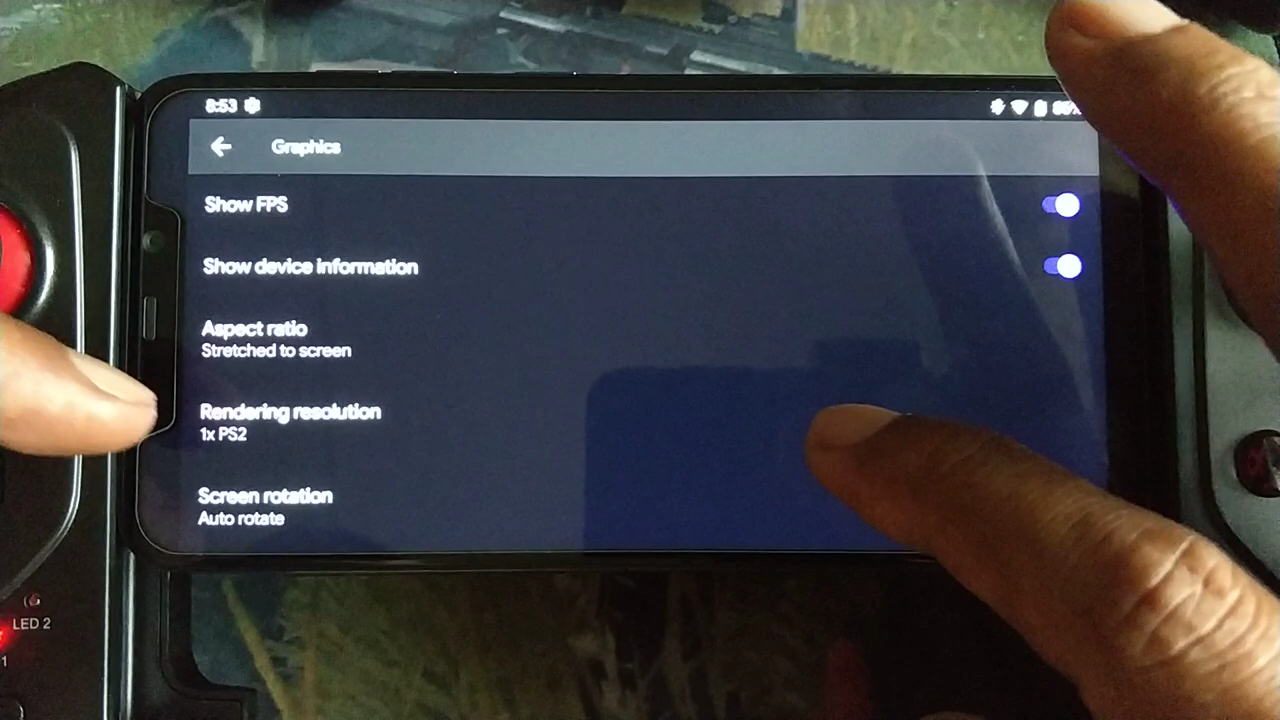 8:53
Graphics
Show FPS
Show device information
Aspect ratio
Stretched to screen
Rendering resolution
1x PS2
Screen rotation
Auto rotate
LED 2
1